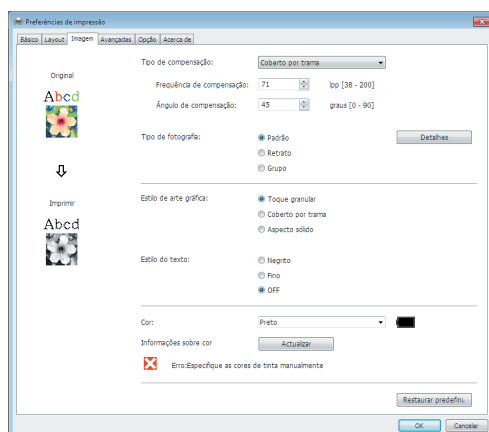 Preferências de impressão
Básico Layout Imagem Avançadas Opção Acerca de
Original
Abcd
Imprimir
Abcd
Tipo de compensação: Coberto por trama
Frequência de compensação: 71 lpp [38 - 200]
Ângulo de compensação: 45 graus [0 - 90]
Tipo de fotografia: Padrão Detalhes
Retrato
Grupo
Estilo de arte gráfica: Toque granular
Coberto por trama
Aspecto sólido
Estilo do texto: Negrito
Fino
OFF
Cor: Preto
Informações sobre cor Actualizar
Erro:Especifique as cores de tinta manualmente
Restaurar predefini.
OK Cancelar